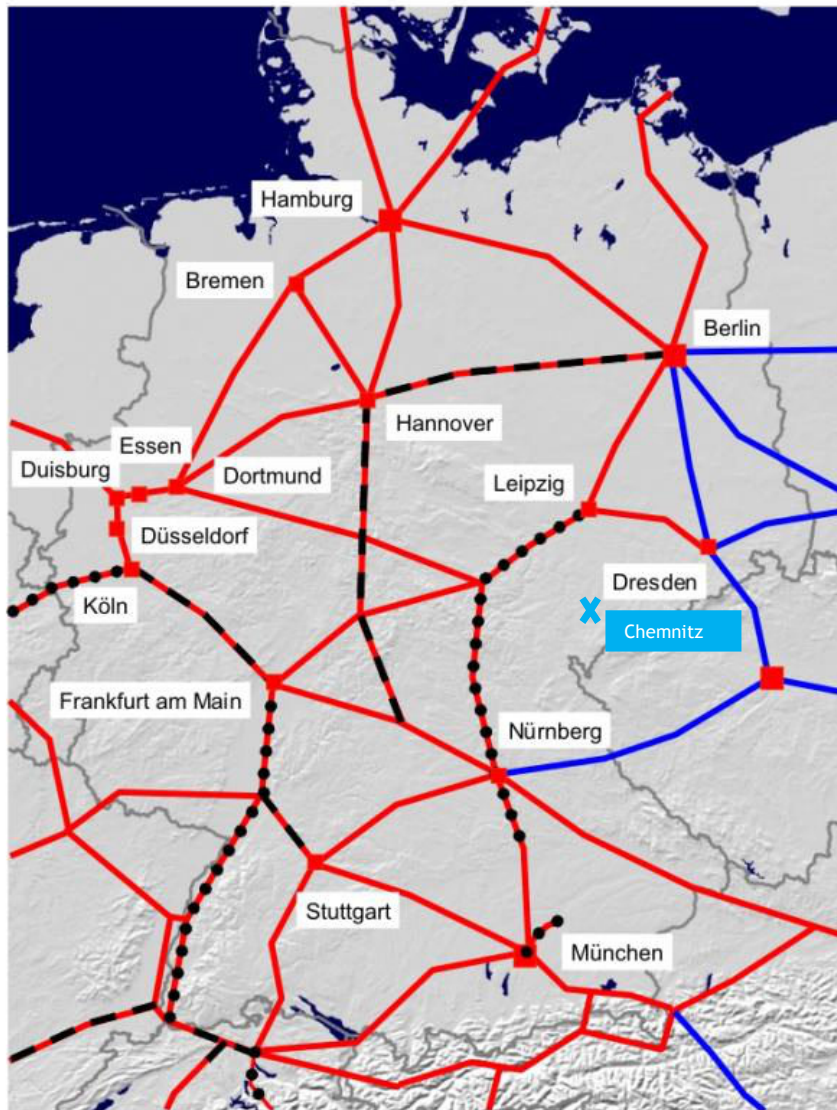 Hamburg
Bremen
Berlin
Hannover
Essen
Duisburg
Dortmund
Leipzig
Düsseldorf
Dresden
Köln
Chemnitz
Frankfurt am Main
Nürnberg
Stuttgart
München